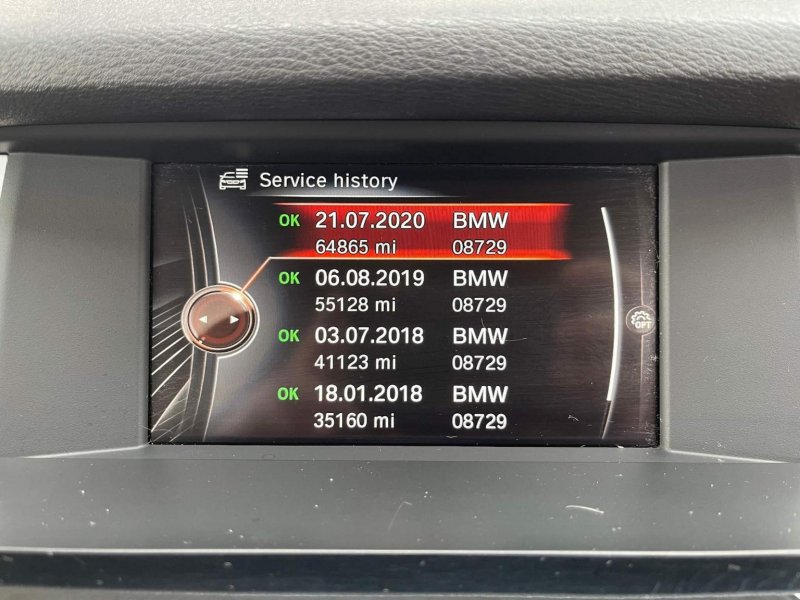 Service history
OK 21.07.2020 BMW
64865 mi 08729
OK 06.08.2019 BMW
55128 mi 08729
OK 03.07.2018 BMW
41123 mi 08729
OK 18.01.2018 BMW
35160 mi 08729
OPT